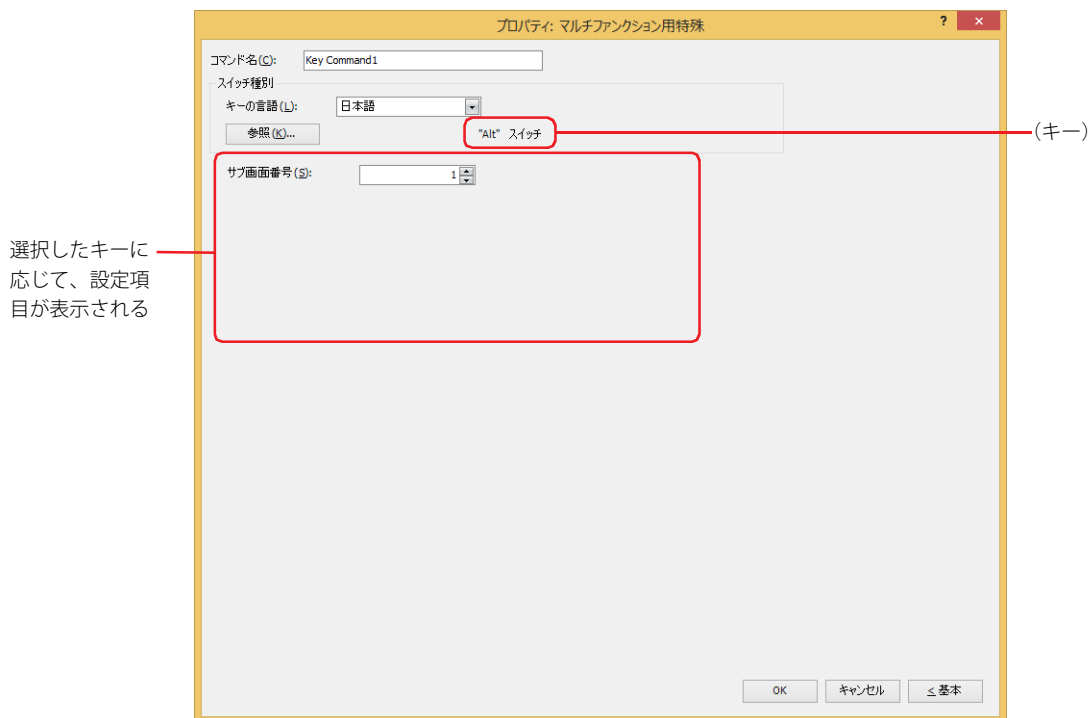 プロパティ: マルチファンクション用特殊
?
×
コマンド名(C):
Key Command1
スイッチ種別
キーの言語(L):
日本語
参照(K)...
"Alt" スイッチ
(キー)
サブ画面番号(S):
1
選択したキーに
応じて、設定項
目が表示される
OK
キャンセル
< 基本